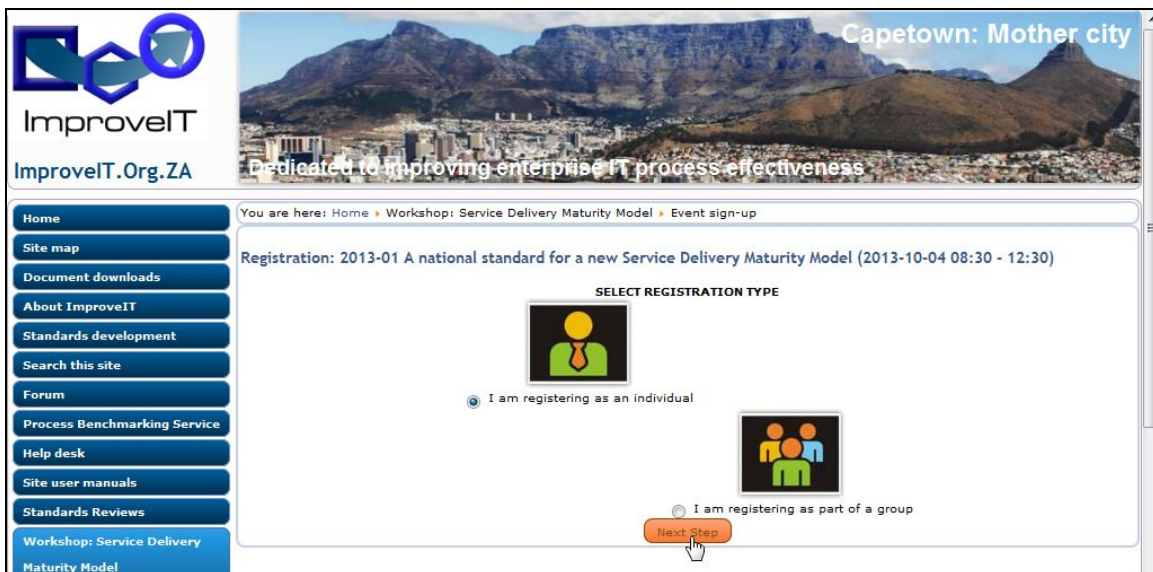 Capetown: Mother city
ImproveIT
ImproveIT.Org.ZA
Dedicated to improving enterprise IT process effectiveness
Home
Site map
Document downloads
About ImproveIT
Standards development
Search this site
Forum
Process Benchmarking Service
Help desk
Site user manuals
Standards Reviews
Workshop: Service Delivery
Maturity Model
You are here: Home Workshop: Service Delivery Maturity Model Event sign-up
Registration: 2013-01 A national standard for a new Service Delivery Maturity Model (2013-10-04 08:30 - 12:30)
SELECT REGISTRATION TYPE
I am registering as an individual
I am registering as part of a group
Next Step